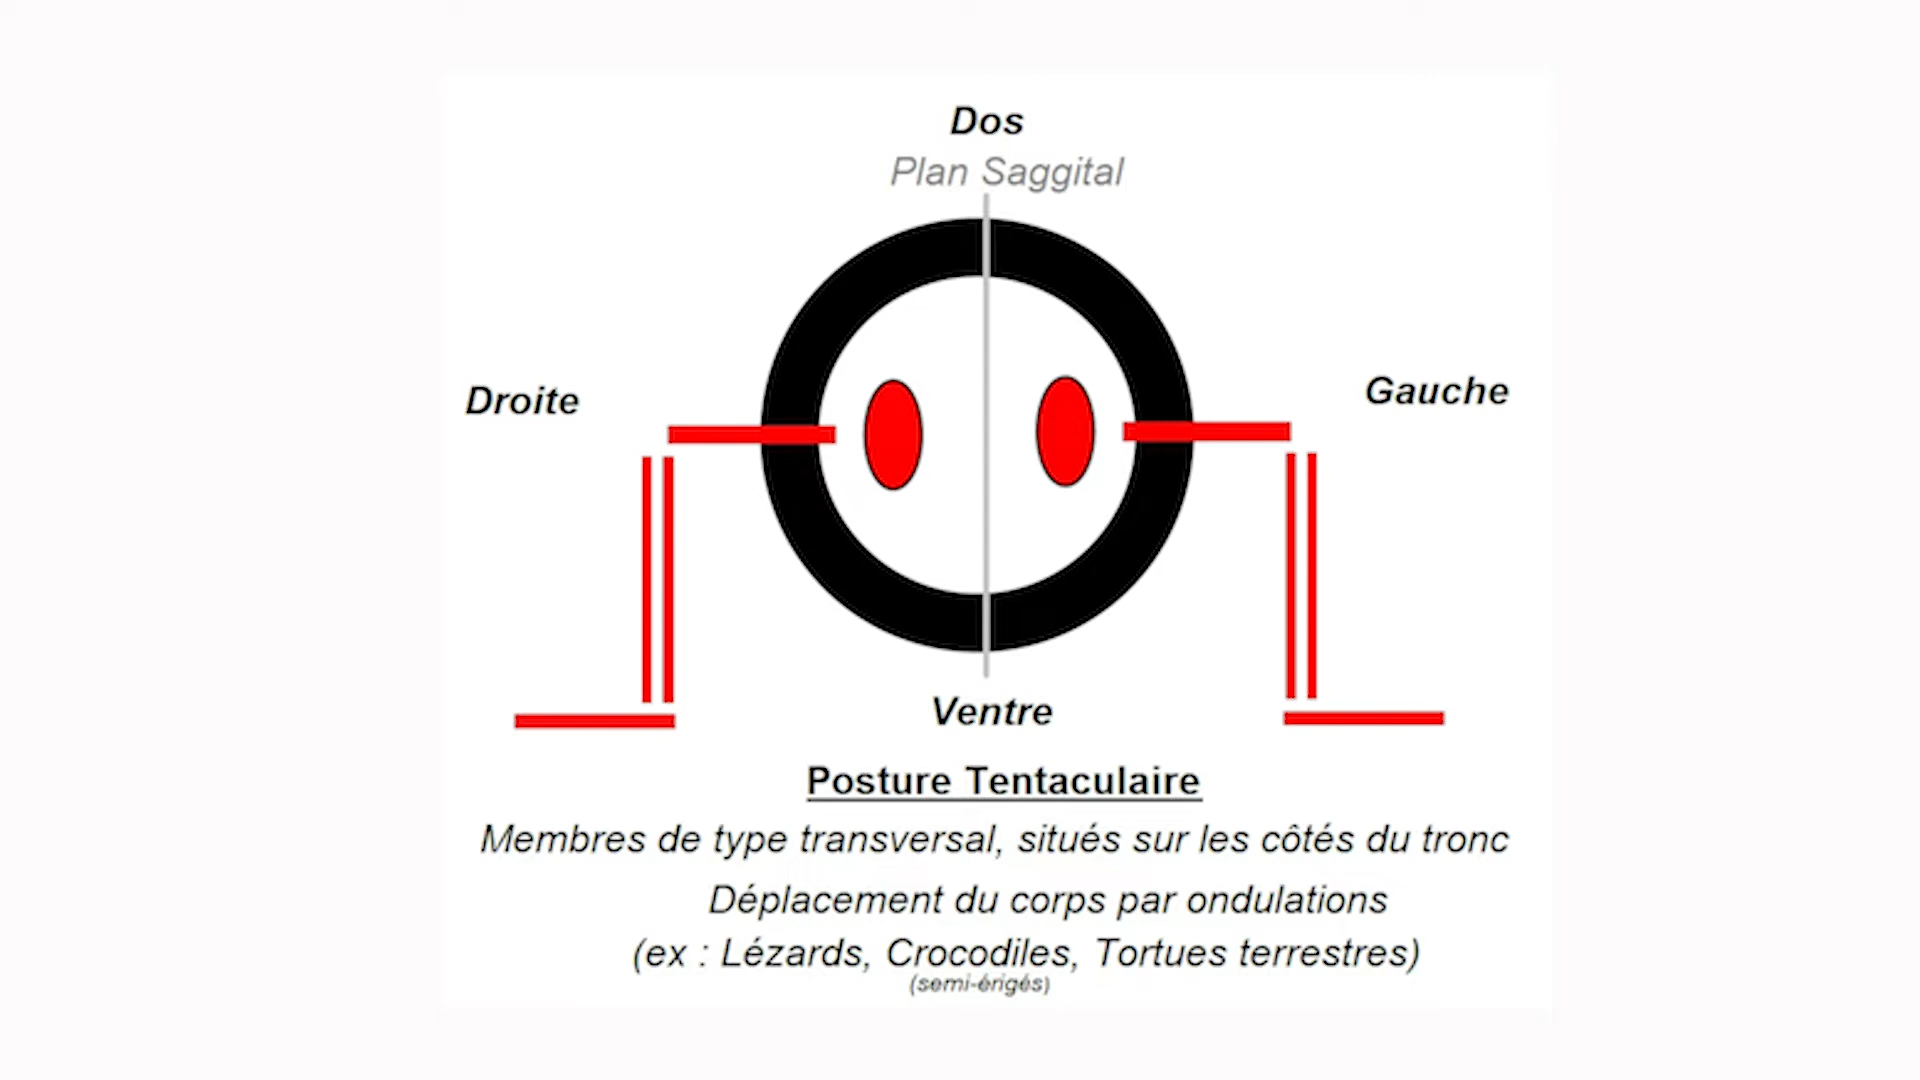 Dos
Plan Saggital
Droite
Gauche
Ventre
Posture Tentaculaire
Membres de type transversal, situés sur les côtés du tronc
Déplacement du corps par ondulations
(ex : Lézards, Crocodiles, Tortues terrestres)
(semi-érigés)